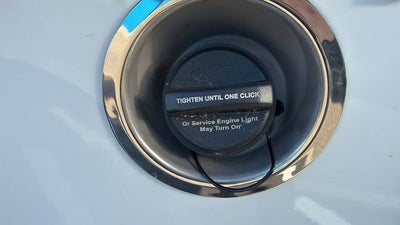 TIGHTEN UNTIL ONE CLICK
Or Service Engine Light
May Turn On